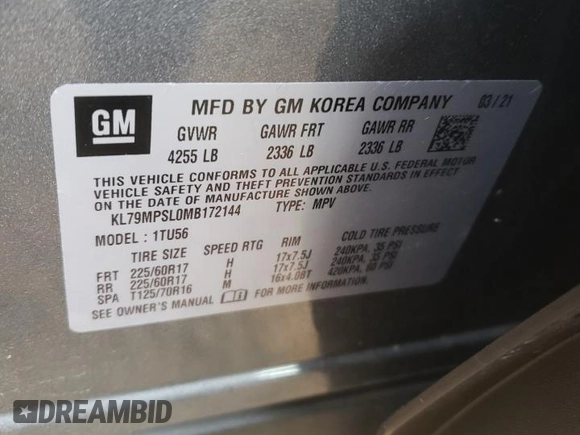 GM
MFD BY GM KOREA COMPANY 03/21
GVWR GAWR FRT GAWR RR
4255 LB 2336 LB 2336 LB
THIS VEHICLE CONFORMS TO ALL APPLICABLE U.S. FEDERAL MOTOR
VEHICLE SAFETY AND THEFT PREVENTION STANDARDS IN EFFECT
ON THE DATE OF MANUFACTURE SHOWN ABOVE.
KL79MPSL0MB172144 TYPE: MPV
MODEL: 1TU56
TIRE SIZE SPEED RTG RIM COLD TIRE PRESSURE
FRT 225/60R17 H 17x7.5J 240KPA, 35 PSI
RR 225/60R17 H 17x7.5J 240KPA, 35 PSI
SPA T125/70R16 M 16x4.0BT 420KPA, 60 PSI
SEE OWNER'S MANUAL FOR MORE INFORMATION.
DREAMBID